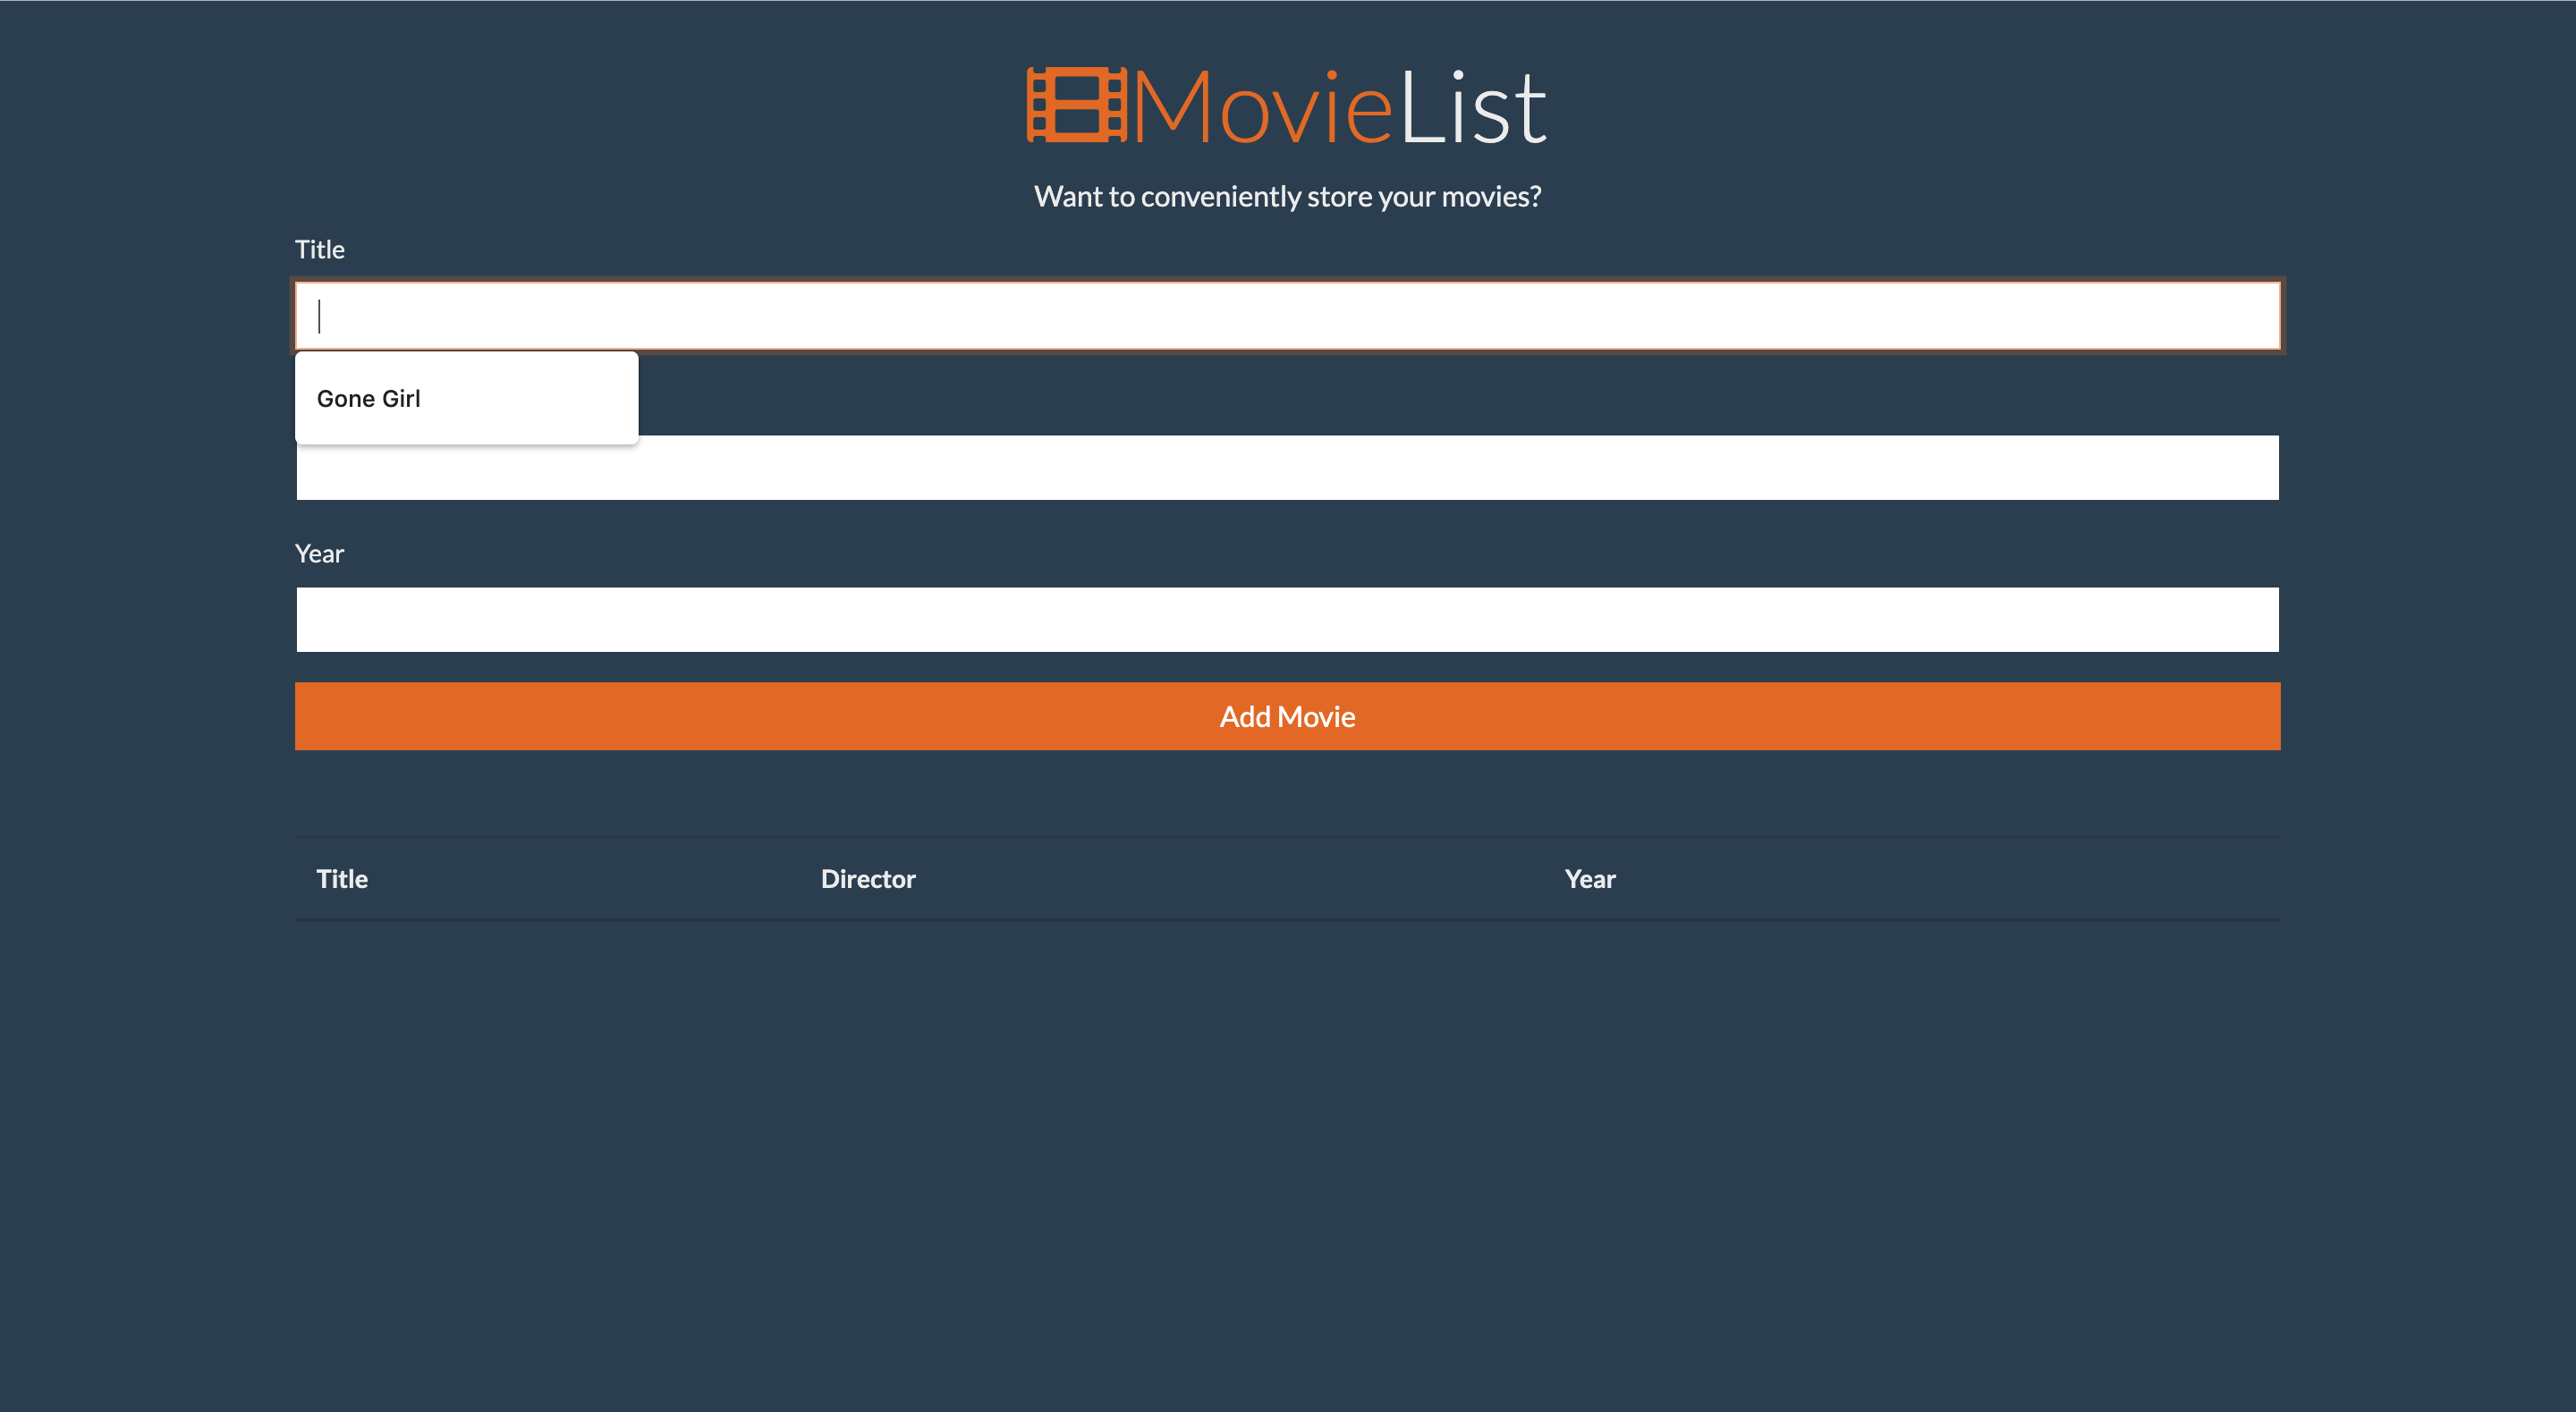 MovieList
Want to conveniently store your movies?
Title
Gone Girl
Year
Add Movie
Title Director Year